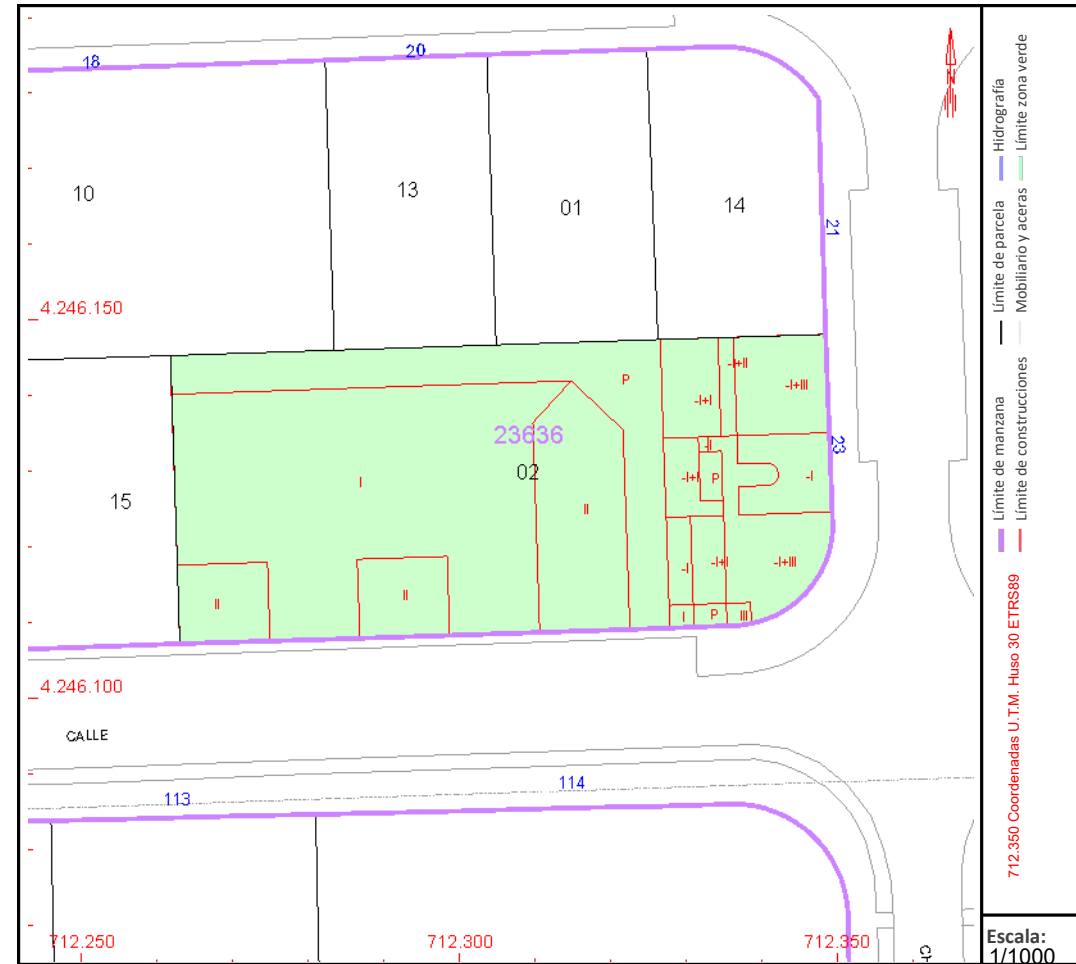 18
20
10
13
01
14
21
4.246.150
P
-I+II
-I+III
-I+I
23636
23
-I
02
I
-I+I
P
-I
15
II
-I
-I+I
-I+III
II
II
I
P
III
4.246.100
CALLE
113
114
712.250
712.300
712.350
N
Límite de manzana
Límite de parcela
Hidrografía
Límite de construcciones
Mobiliario y aceras
Límite zona verde
712.350 Coordenadas U.T.M. Huso 30 ETRS89
Escala:
1/1000